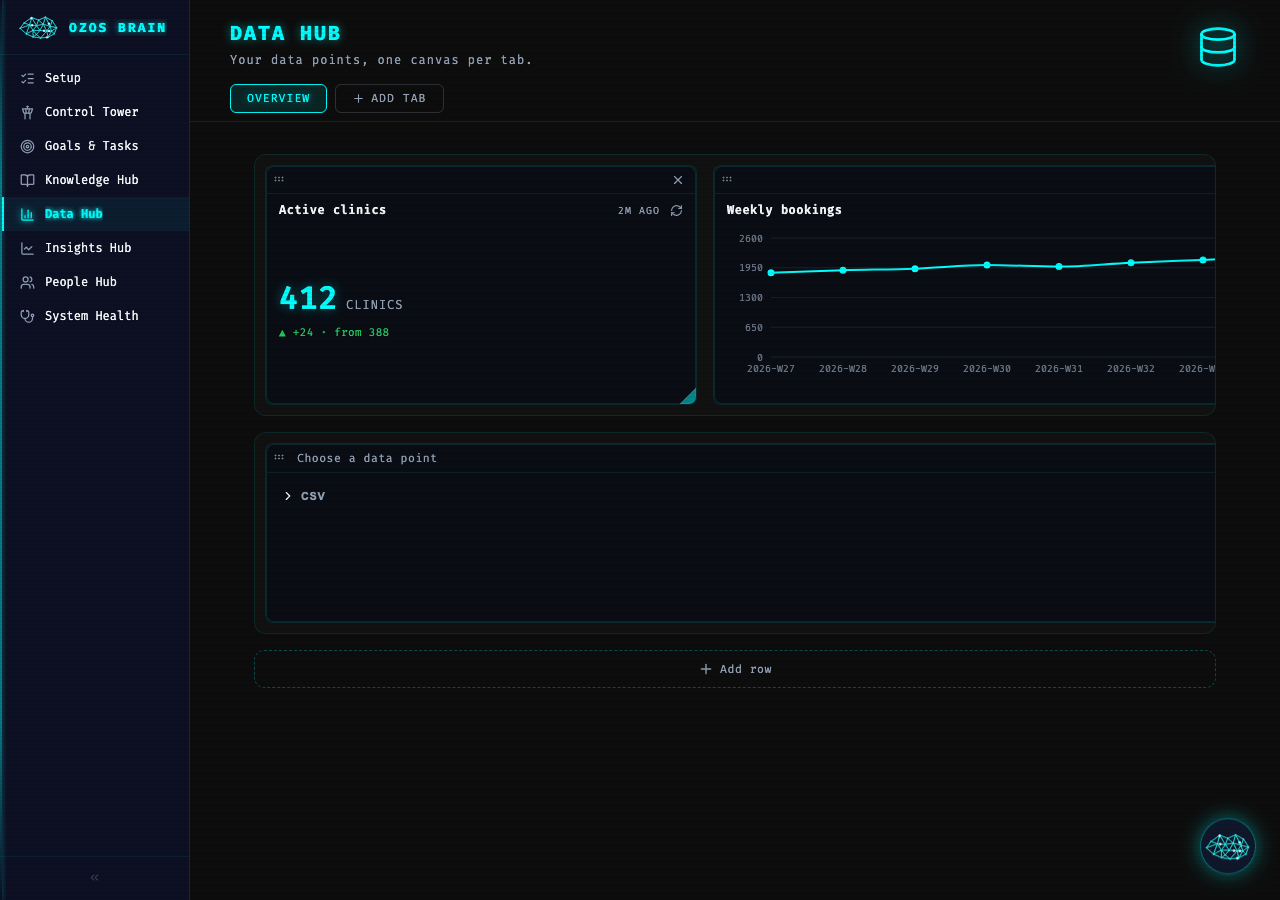 OZOS BRAIN
Setup
Control Tower
Goals & Tasks
Knowledge Hub
Data Hub
Insights Hub
People Hub
System Health
«
DATA HUB
Your data points, one canvas per tab.
OVERVIEW
+ ADD TAB
Active clinics
2M AGO
412 CLINICS
▲ +24 · from 388
Weekly bookings
2600
1950
1300
650
0
2026-W27 2026-W28 2026-W29 2026-W30 2026-W31 2026-W32 2026-W
Choose a data point
CSV
+ Add row